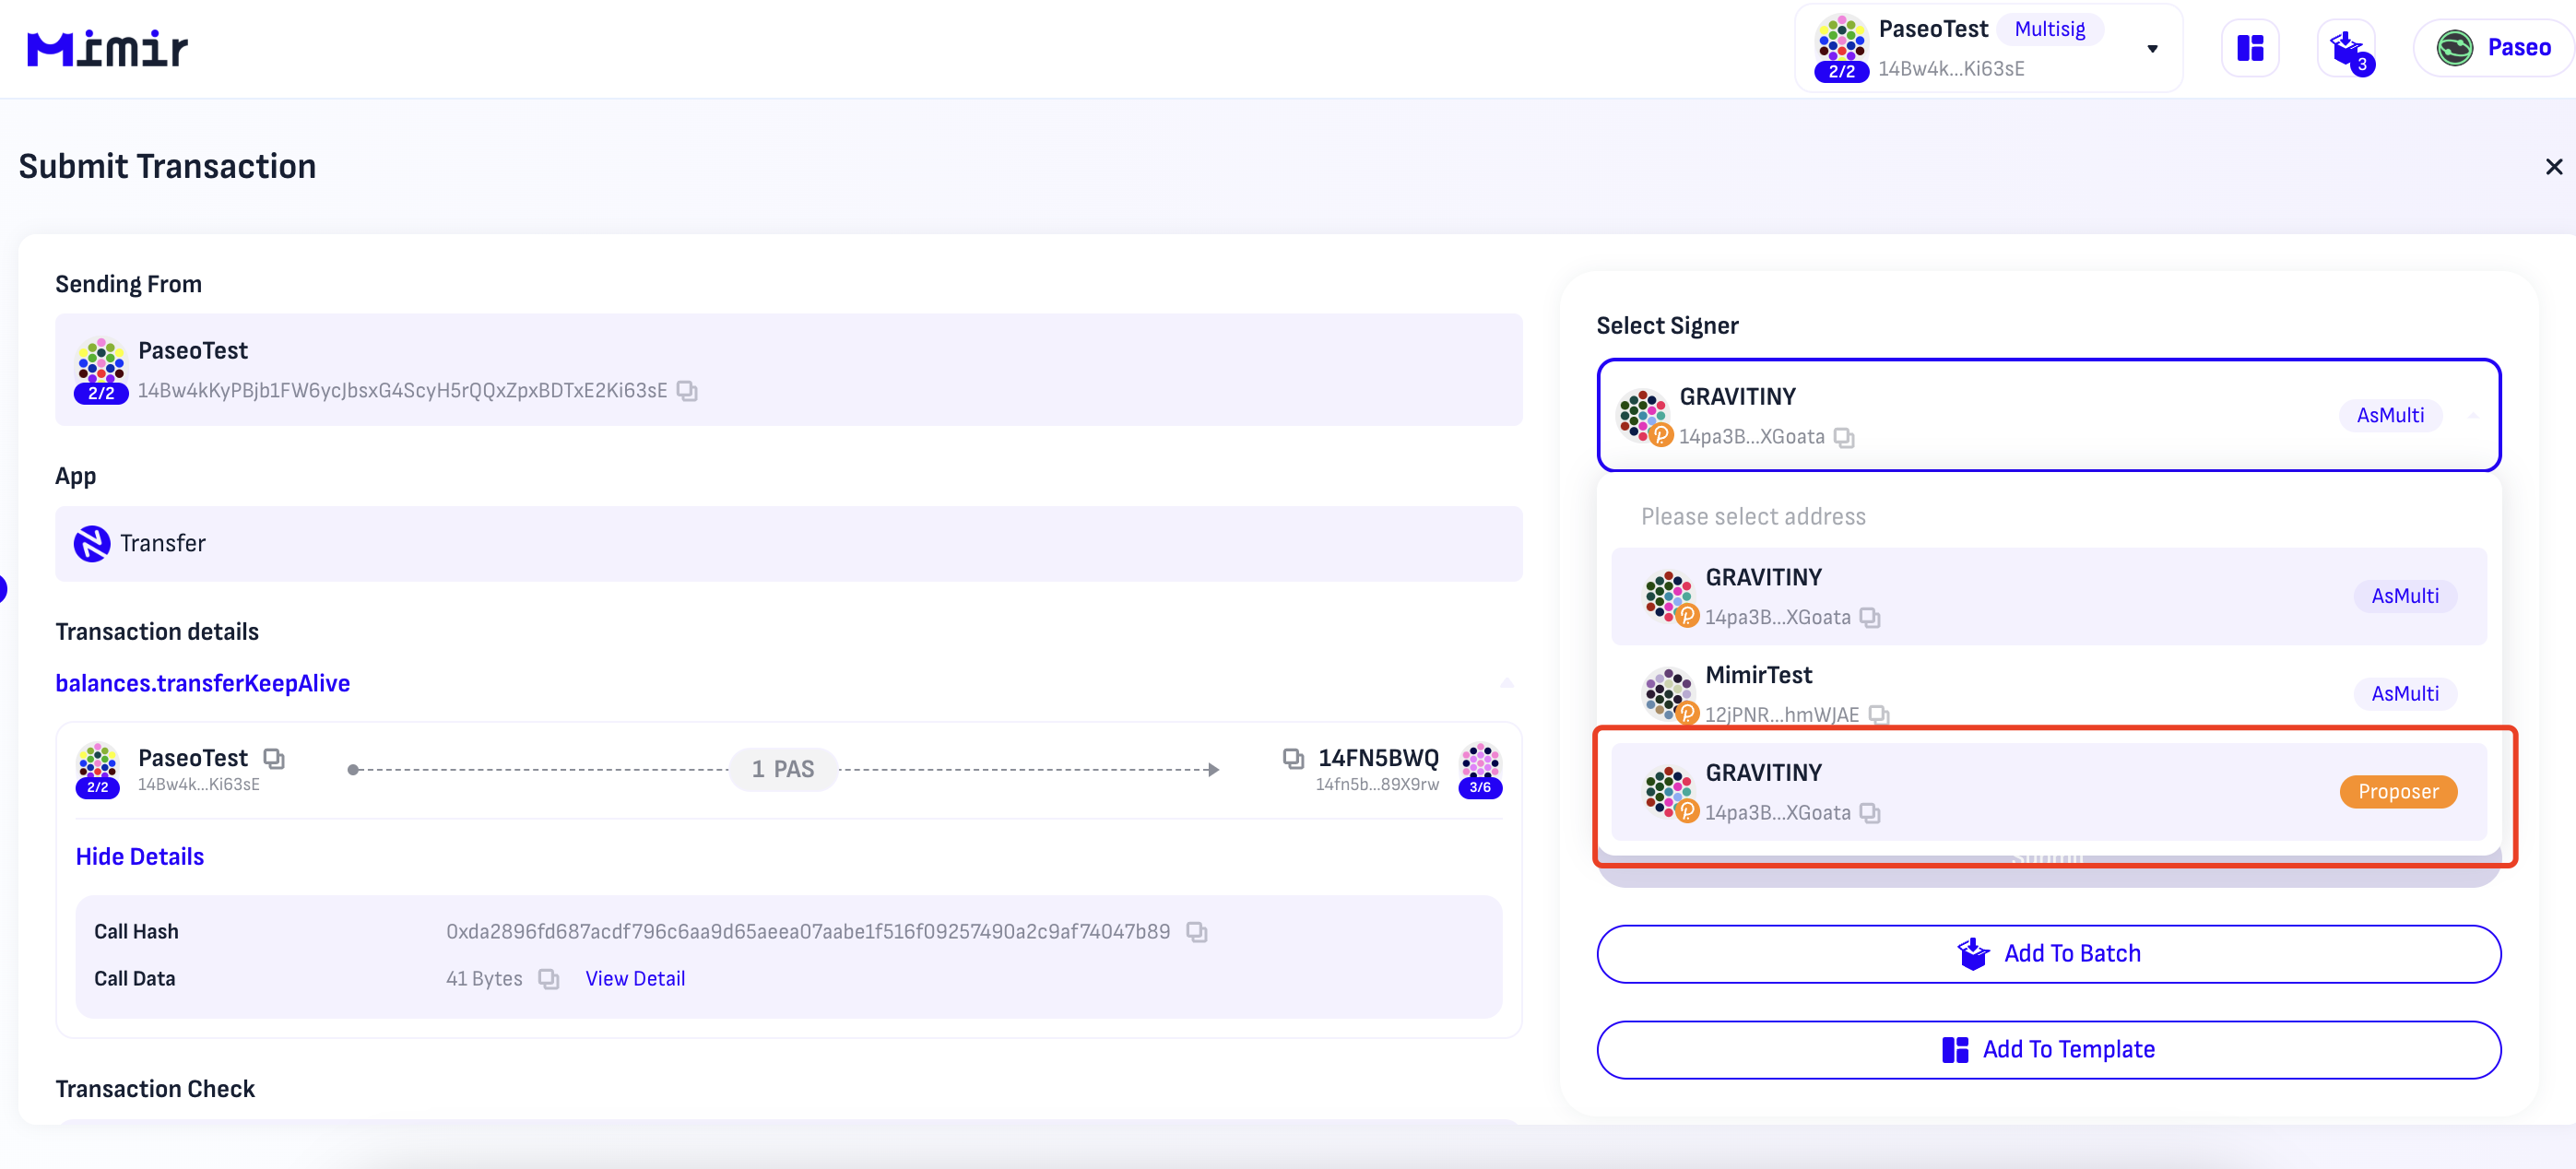 Mimir
PaseoTest Multisig
2/2 14Bw4k...Ki63sE
3
Paseo
Submit Transaction
Sending From
PaseoTest
2/2 14Bw4kKyPBjb1FW6ycJbsxG4ScyH5rQQxZpxBDTxE2Ki63sE
App
Transfer
Transaction details
balances.transferKeepAlive
PaseoTest
2/2 14Bw4k...Ki63sE
1 PAS
14FN5BWQ
14fn5b...89X9rw 3/6
Hide Details
Call Hash 0xda2896fd687acdf796c6aa9d65aeea07aabe1f516f09257490a2c9af74047b89
Call Data 41 Bytes View Detail
Transaction Check
Select Signer
GRAVITINY
14pa3B...XGoata AsMulti
Please select address
GRAVITINY
14pa3B...XGoata AsMulti
MimirTest
12jPNR...hmWJAE AsMulti
GRAVITINY
14pa3B...XGoata Proposer
Submit
Add To Batch
Add To Template